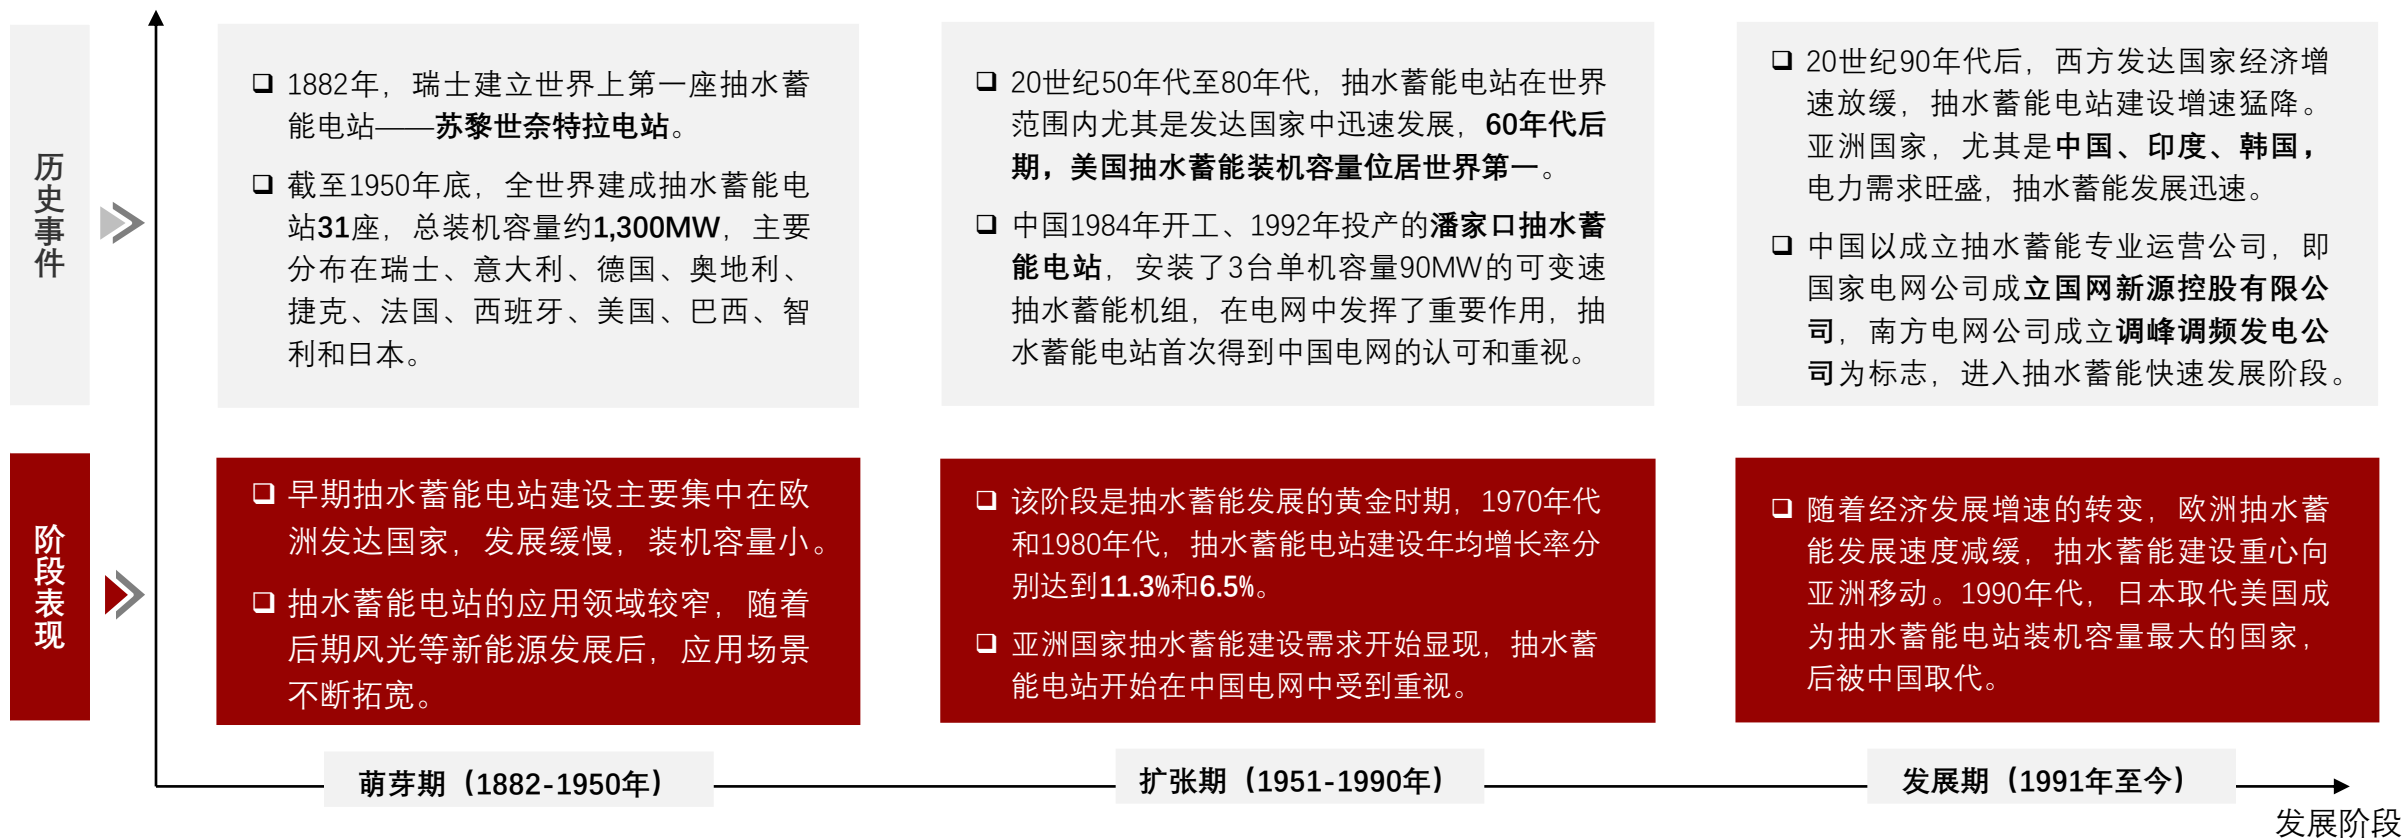 历史事件
1882年，瑞士建立世界上第一座抽水蓄
能电站——苏黎世奈特拉电站。
截至1950年底，全世界建成抽水蓄能电
站31座，总装机容量约1,300MW，主要
分布在瑞士、意大利、德国、奥地利、
捷克、法国、西班牙、美国、巴西、智
利和日本。
20世纪50年代至80年代，抽水蓄能电站在世界
范围内尤其是发达国家中迅速发展，60年代后
期，美国抽水蓄能装机容量位居世界第一。
中国1984年开工、1992年投产的潘家口抽水蓄
能电站，安装了3台单机容量90MW的可变速
抽水蓄能机组，在电网中发挥了重要作用，抽
水蓄能电站首次得到中国电网的认可和重视。
20世纪90年代后，西方发达国家经济增
速放缓，抽水蓄能电站建设增速猛降。
亚洲国家，尤其是中国、印度、韩国，
电力需求旺盛，抽水蓄能发展迅速。
中国以成立抽水蓄能专业运营公司，即
国家电网公司成立国网新源控股有限公
司，南方电网公司成立调峰调频发电公
司为标志，进入抽水蓄能快速发展阶段。
阶段表现
早期抽水蓄能电站建设主要集中在欧
洲发达国家，发展缓慢，装机容量小。
抽水蓄能电站的应用领域较窄，随着
后期风光等新能源发展后，应用场景
不断拓宽。
该阶段是抽水蓄能发展的黄金时期，1970年代
和1980年代，抽水蓄能电站建设年均增长率分
别达到11.3%和6.5%。
亚洲国家抽水蓄能建设需求开始显现，抽水蓄
能电站开始在中国电网中受到重视。
随着经济发展增速的转变，欧洲抽水蓄
能发展速度减缓，抽水蓄能建设重心向
亚洲移动。1990年代，日本取代美国成
为抽水蓄能电站装机容量最大的国家，
后被中国取代。
萌芽期（1882-1950年）
扩张期（1951-1990年）
发展期（1991年至今）
发展阶段